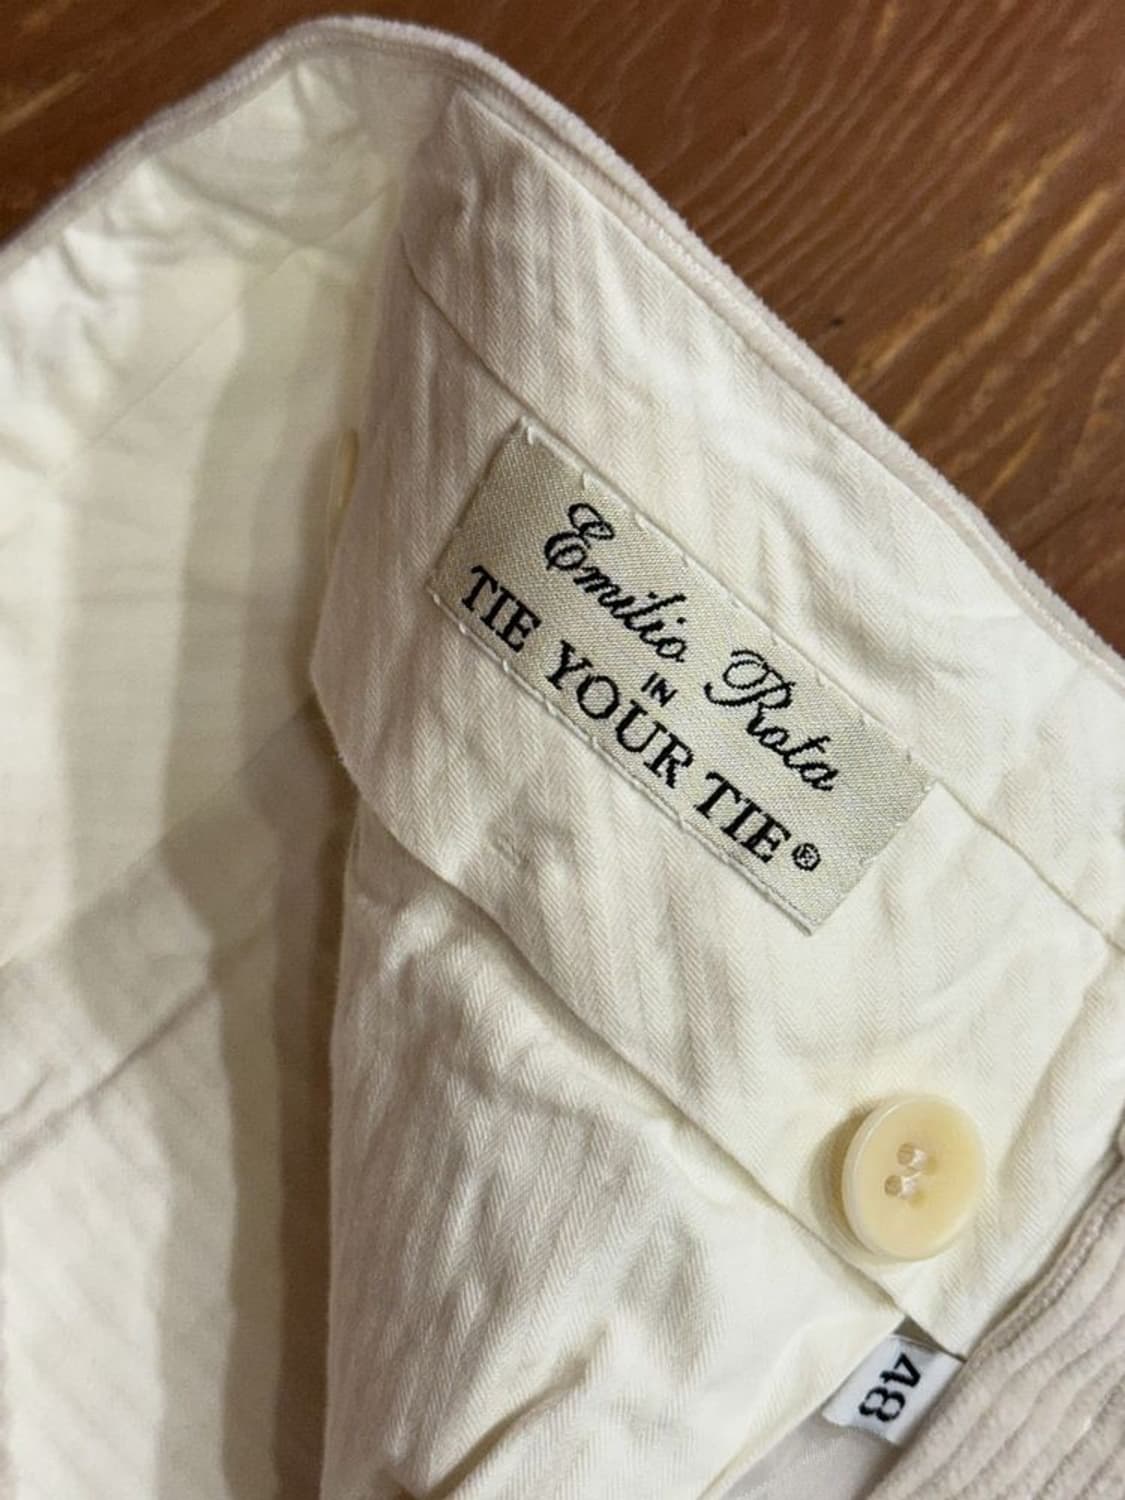 Emilio Rota
IN
TIE YOUR TIE®
48